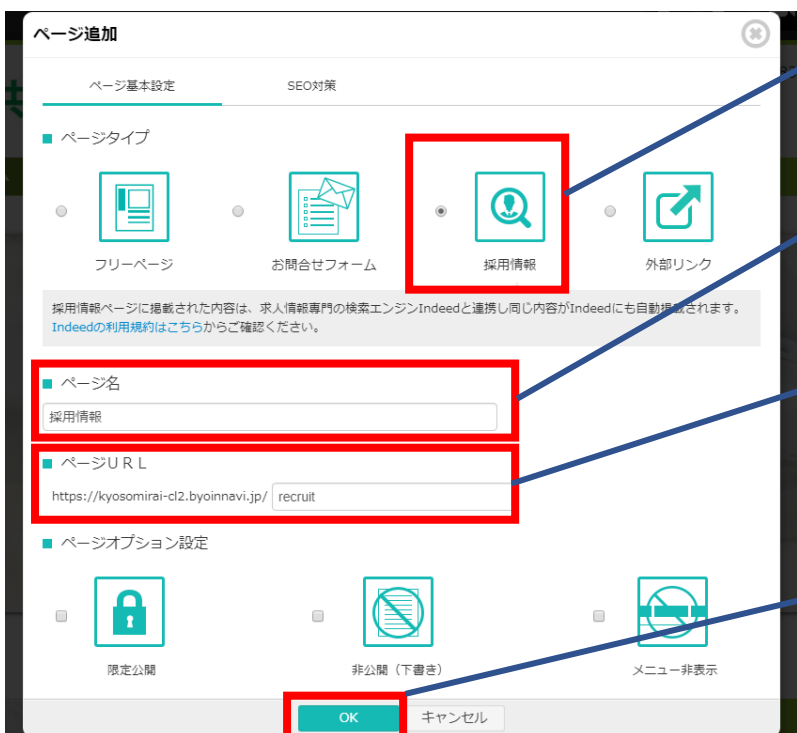 ページ追加
ページ基本設定
SEO対策
ページタイプ
フリーページ
お問合せフォーム
採用情報
外部リンク
採用情報ページに掲載された内容は、求人情報専門の検索エンジンIndeedと連携し同じ内容がIndeedにも自動掲載されます。
Indeedの利用規約はこちらからご確認ください。
ページ名
採用情報
ページURL
https://kyosomirai-cl2.byoinnavi.jp/ recruit
ページオプション設定
限定公開
非公開（下書き）
メニュー非表示
OK
キャンセル